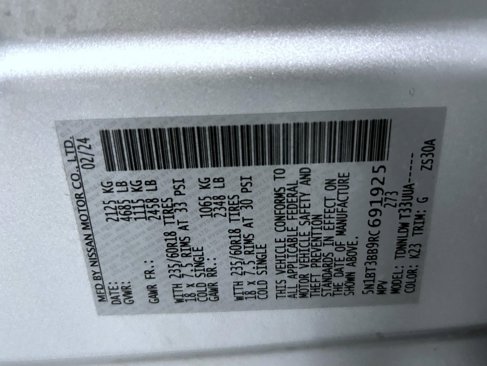 MFD BY NISSAN MOTOR CO., LTD.
DATE: 02/24
GVWR: 2125 KG
4685 LB
GAWR FR.: 1115 KG
2458 LB
WITH 235/60R18 TIRES
18 x 7.5 RIMS AT 33 PSI
COLD SINGLE
GAWR RR.: 1065 KG
2348 LB
WITH 235/60R18 TIRES
18 x RIMS AT 30 PSI
COLD SINGLE
THIS VEHICLE CONFORMS TO
ALL APPLICABLE FEDERAL
MOTOR VEHICLE SAFETY AND
THEFT PREVENTION
STANDARDS IN EFFECT ON
THE DATE OF MANUFACTURE
SHOWN ABOVE.
5N1BT3BB9RC691925
MPV 273
MODEL: TDWNLDW T33UUA-----
COLOR: K23 TRIM: G ZS30A